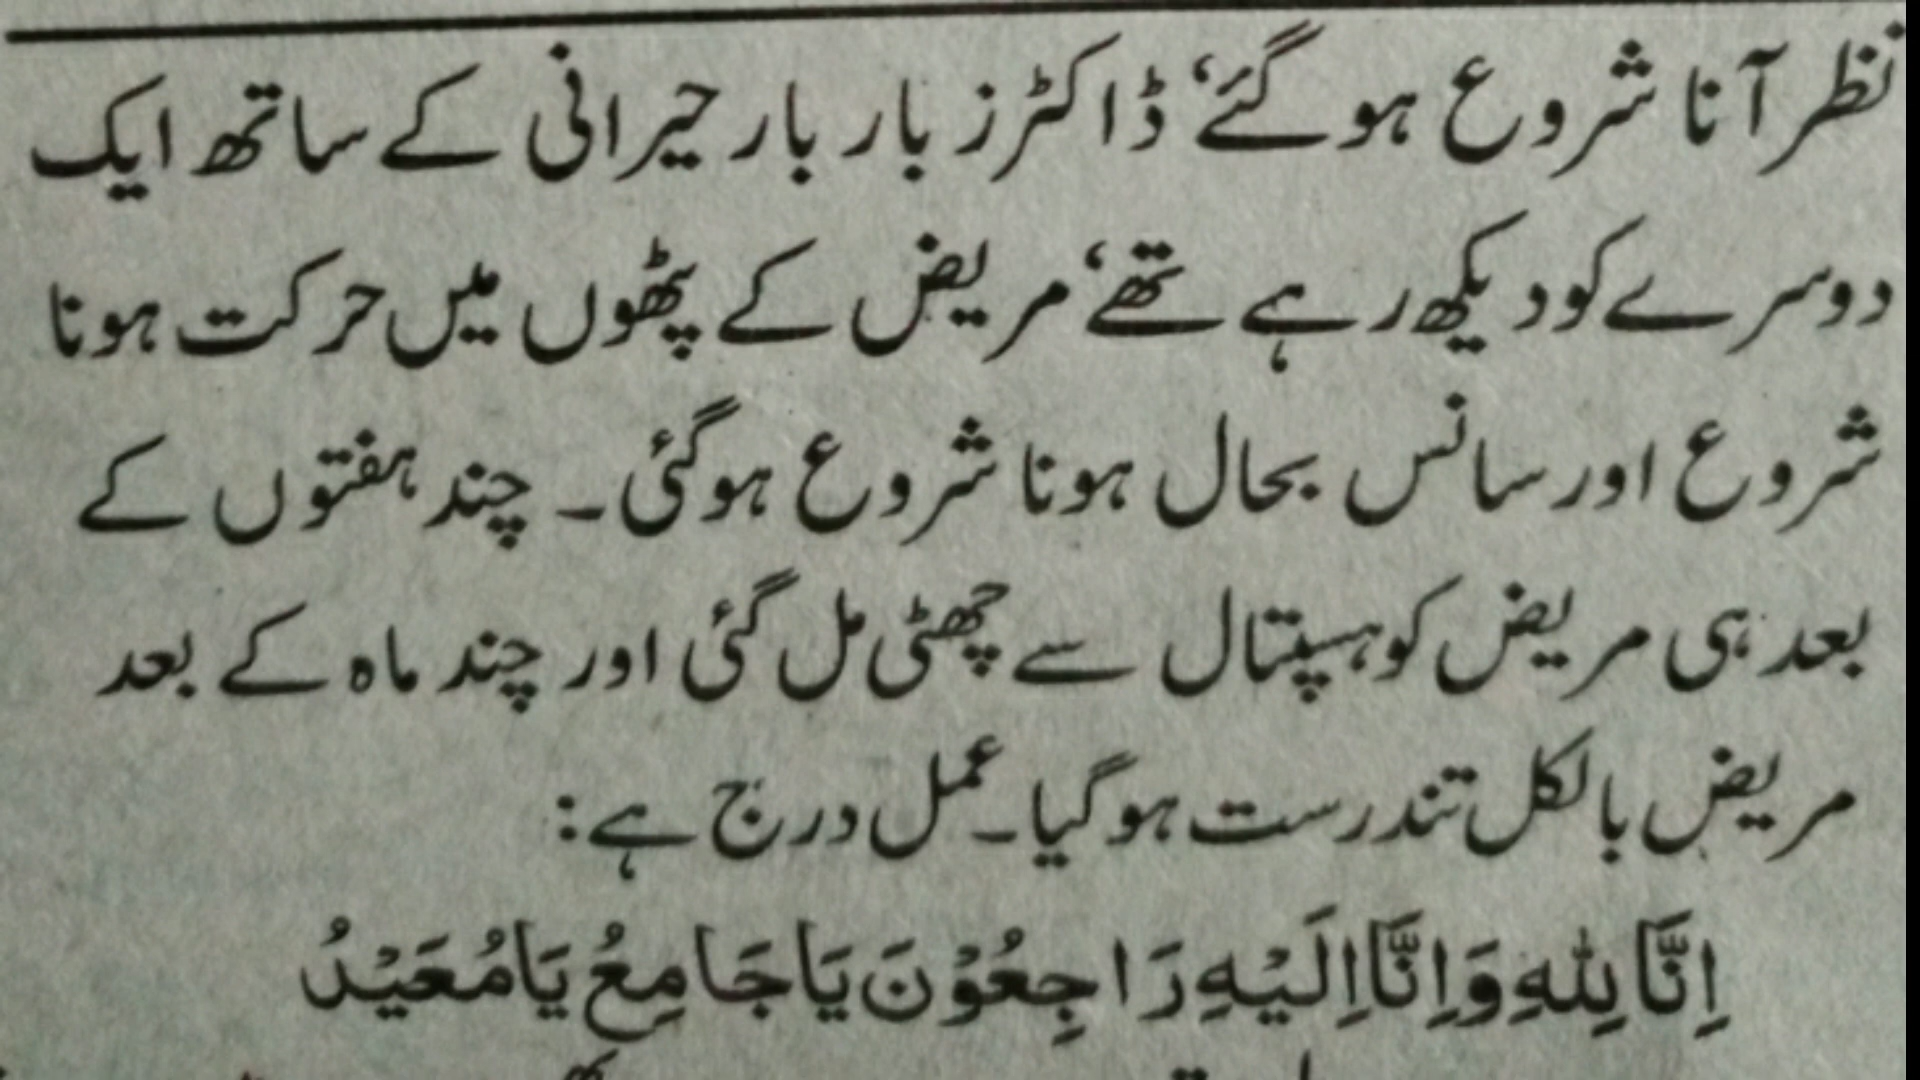 نظر آنا شروع ہوگئے‘ ڈاکٹرز بار بار حیرانی کے ساتھ ایک
دوسرے کو دیکھ رہے تھے‘ مریض کے پٹھوں میں حرکت ہونا
شروع اور سانس بحال ہونا شروع ہوگئی۔ چند ہفتوں کے
بعد ہی مریض کو ہسپتال سے چھٹی مل گئی اور چند ماہ کے بعد
مریض بالکل تندرست ہوگیا۔ عمل درج ہے:
اِنَّا لِلّٰہِ وَاِنَّا اِلَیْہِ رَاجِعُوْنَ یَا جَامِعُ یَا مُعَیْدُ